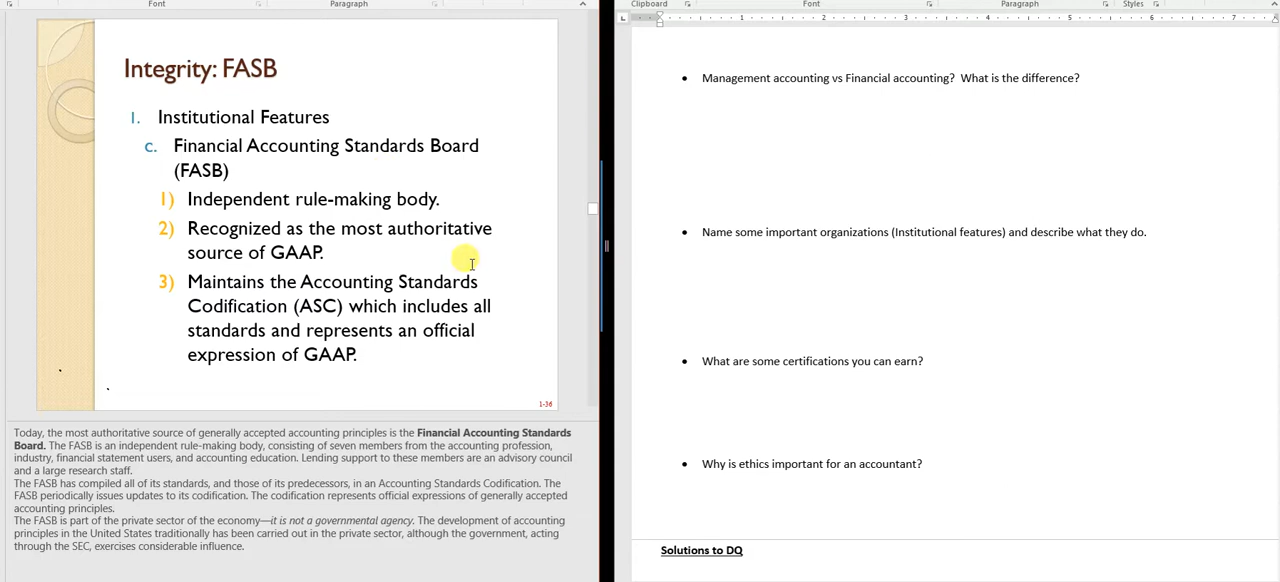 Font
Paragraph
Integrity: FASB
I. Institutional Features
c. Financial Accounting Standards Board
(FASB)
1) Independent rule-making body.
2) Recognized as the most authoritative
source of GAAP.
3) Maintains the Accounting Standards
Codification (ASC) which includes all
standards and represents an official
expression of GAAP.
1-36
Today, the most authoritative source of generally accepted accounting principles is the Financial Accounting Standards
Board. The FASB is an independent rule-making body, consisting of seven members from the accounting profession,
industry, financial statement users, and accounting education. Lending support to these members are an advisory council
and a large research staff.
The FASB has compiled all of its standards, and those of its predecessors, in an Accounting Standards Codification. The
FASB periodically issues updates to its codification. The codification represents official expressions of generally accepted
accounting principles.
The FASB is part of the private sector of the economy—it is not a governmental agency. The development of accounting
principles in the United States traditionally has been carried out in the private sector, although the government, acting
through the SEC, exercises considerable influence.
Clipboard
Font
Paragraph
Styles
1 2 3 4 5 6 7
• Management accounting vs Financial accounting? What is the difference?
• Name some important organizations (Institutional features) and describe what they do.
• What are some certifications you can earn?
• Why is ethics important for an accountant?
Solutions to DQ